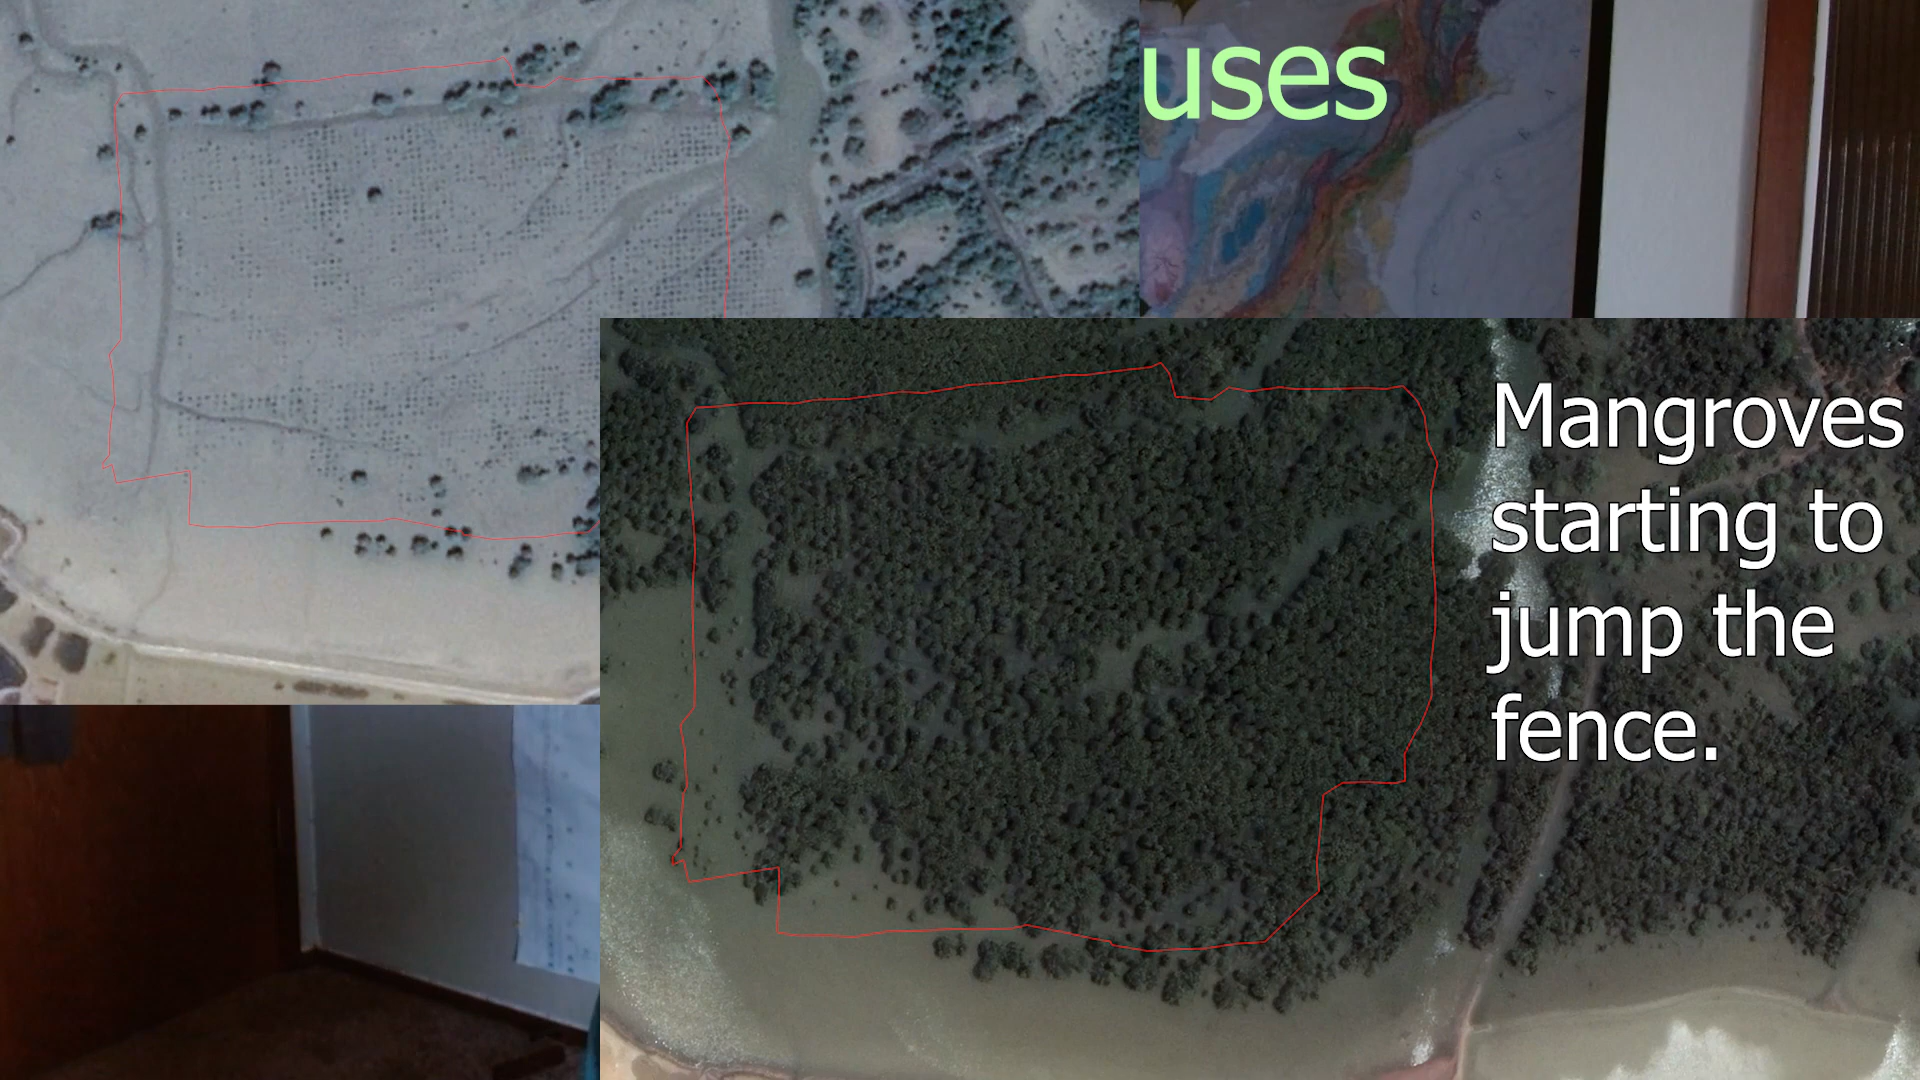 uses
Mangroves
starting to
jump the
fence.